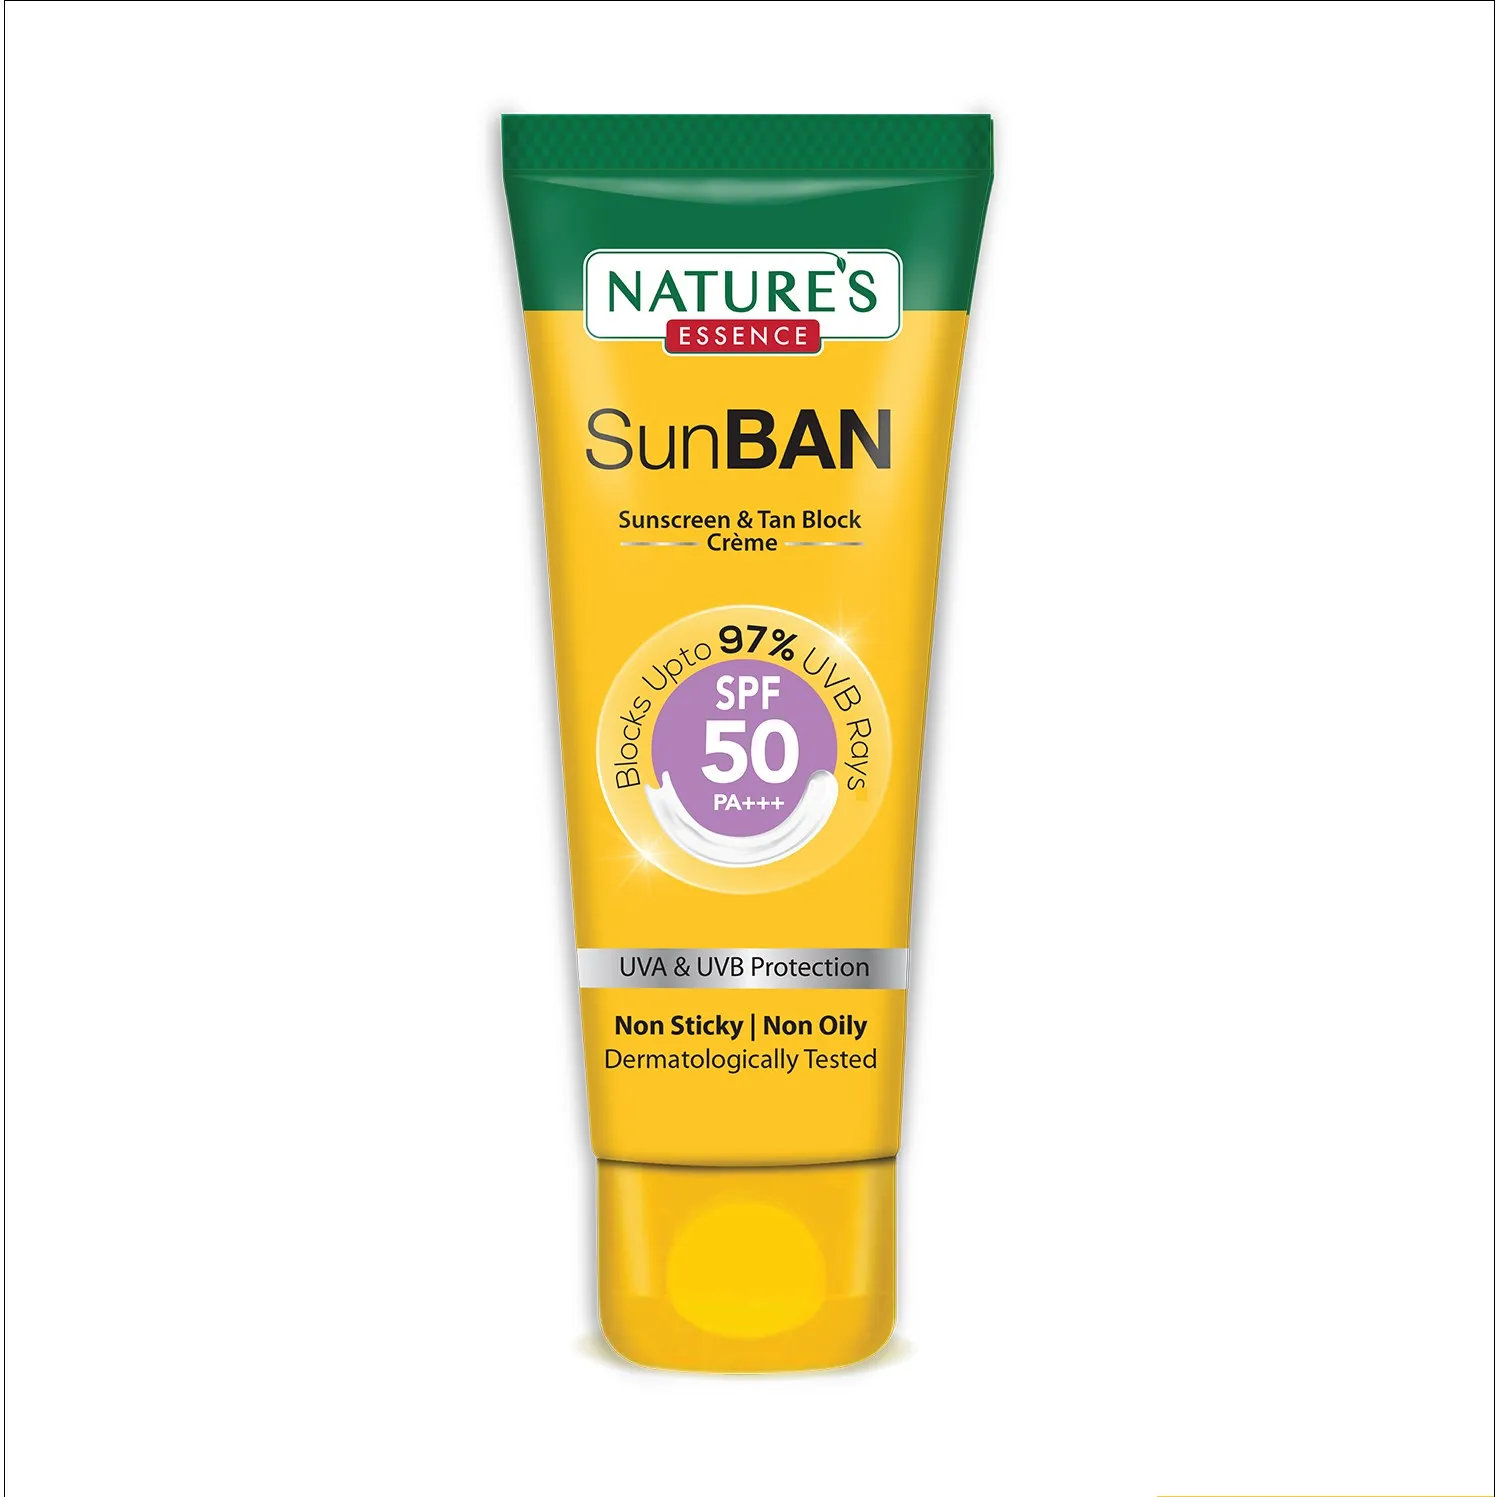 NATURE'S
ESSENCE
SunBAN
Sunscreen & Tan Block
Crème
Blocks Upto 97% UVB Rays
SPF
50
PA+++
UVA & UVB Protection
Non Sticky | Non Oily
Dermatologically Tested